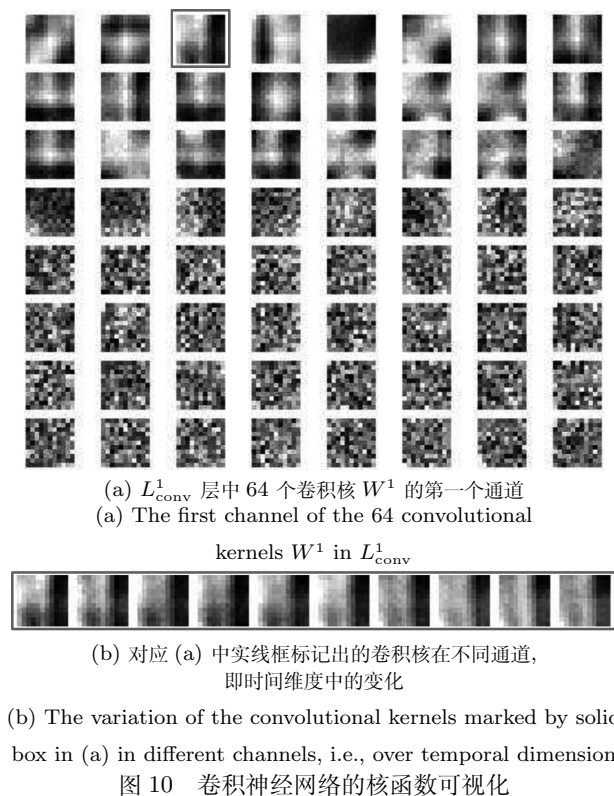 (a) $L^1_{\text{conv}}$ 层中 64 个卷积核 $W^1$ 的第一个通道
(a) The first channel of the 64 convolutional
kernels $W^1$ in $L^1_{\text{conv}}$
(b) 对应 (a) 中实线框标记出的卷积核在不同通道,
即时间维度中的变化
(b) The variation of the convolutional kernels marked by solid
box in (a) in different channels, i.e., over temporal dimension
图 10 卷积神经网络的核函数可视化